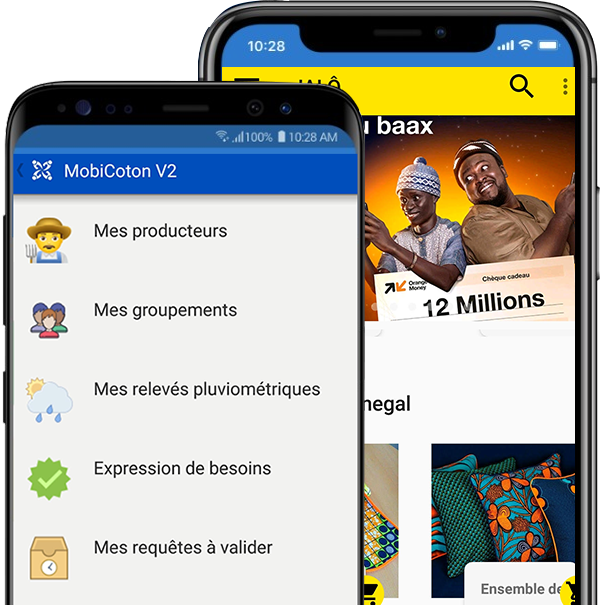 100% 10:28 AM
MobiCoton V2
Mes producteurs
Mes groupements
Mes relevés pluviométriques
Expression de besoins
Mes requêtes à valider
10:28
baax
Orange
Money
Chèque cadeau
12 Millions
negal
Ensemble de